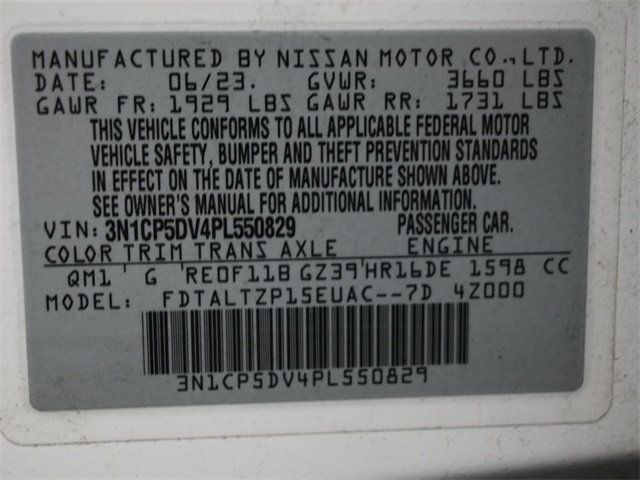 MANUFACTURED BY NISSAN MOTOR CO., LTD.
DATE: 06/23. GVWR: 3660 LBS
GAWR FR: 1929 LBS GAWR RR: 1731 LBS
THIS VEHICLE CONFORMS TO ALL APPLICABLE FEDERAL MOTOR
VEHICLE SAFETY, BUMPER AND THEFT PREVENTION STANDARDS
IN EFFECT ON THE DATE OF MANUFACTURE SHOWN ABOVE.
SEE OWNER'S MANUAL FOR ADDITIONAL INFORMATION.
VIN: 3N1CP5DV4PL550829 PASSENGER CAR.
COLOR TRIM TRANS AXLE ENGINE
QM1 G RE0F11B GZ39 HR16DE 1598 CC
MODEL: FDTALTZP15EUAC--7D 4Z000
3N1CP5DV4PL550829